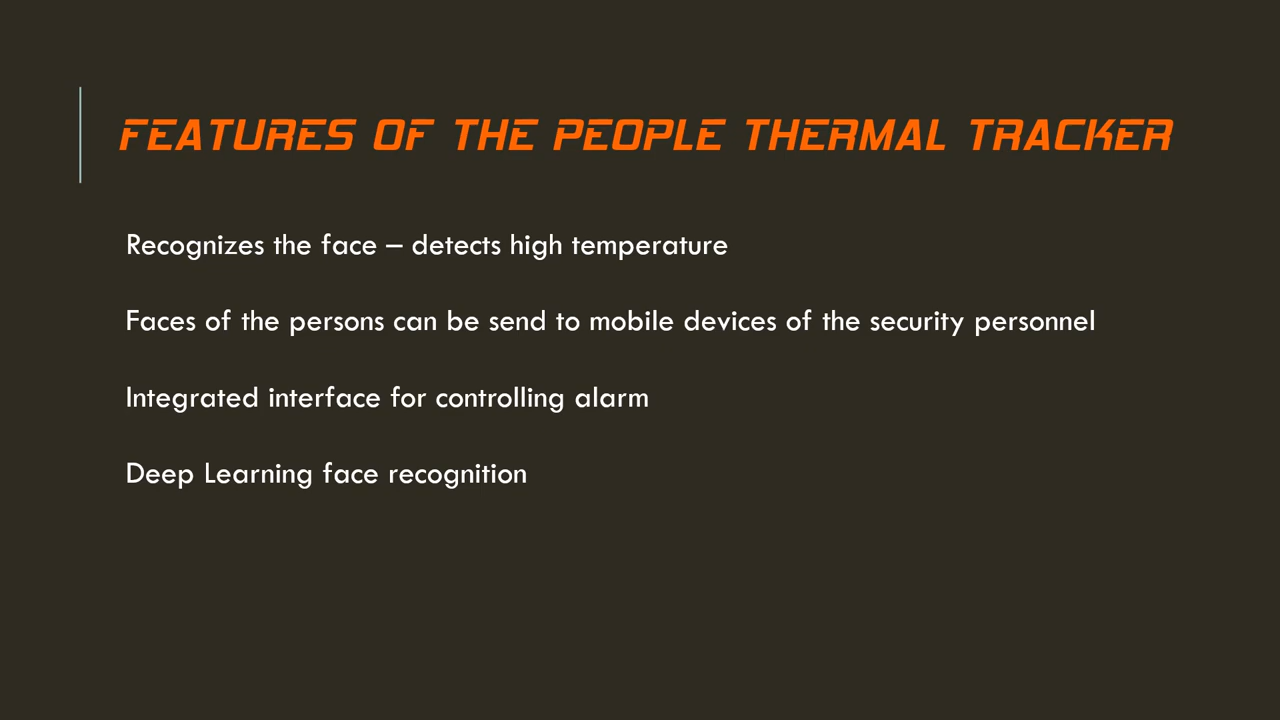 FEATURES OF THE PEOPLE THERMAL TRACKER
Recognizes the face – detects high temperature
Faces of the persons can be send to mobile devices of the security personnel
Integrated interface for controlling alarm
Deep Learning face recognition